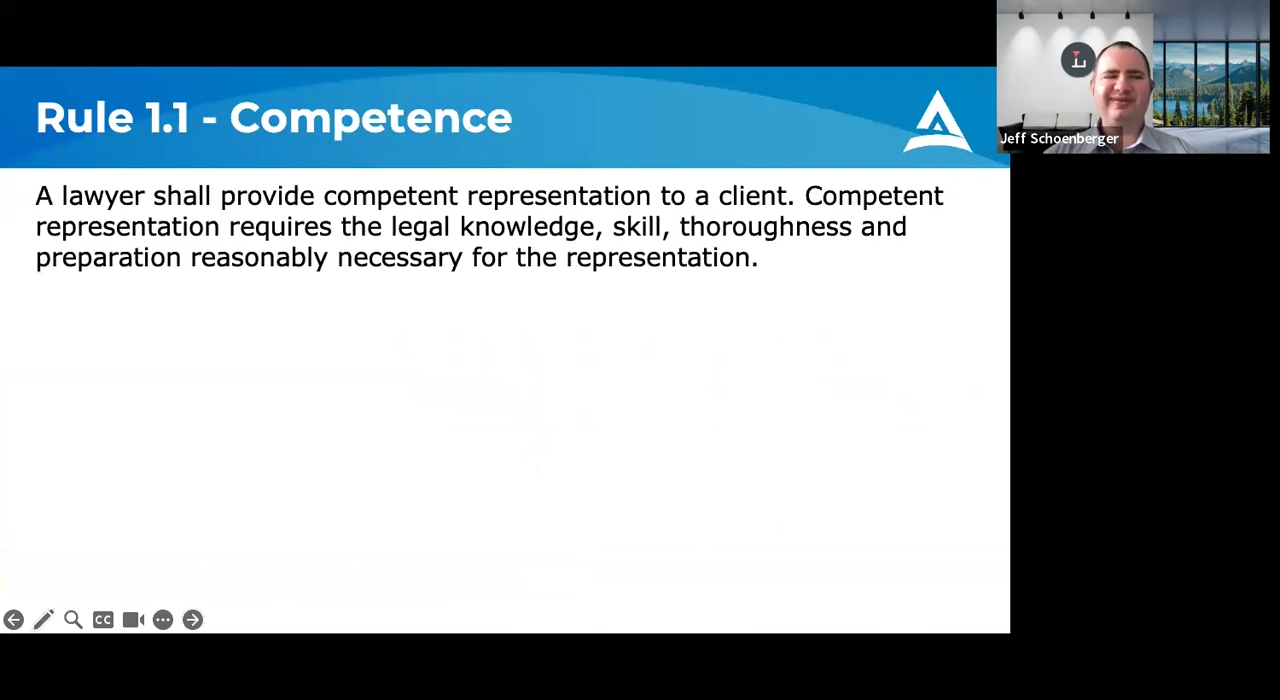 Rule 1.1 - Competence
A lawyer shall provide competent representation to a client. Competent
representation requires the legal knowledge, skill, thoroughness and
preparation reasonably necessary for the representation.
Jeff Schoenberger
CC